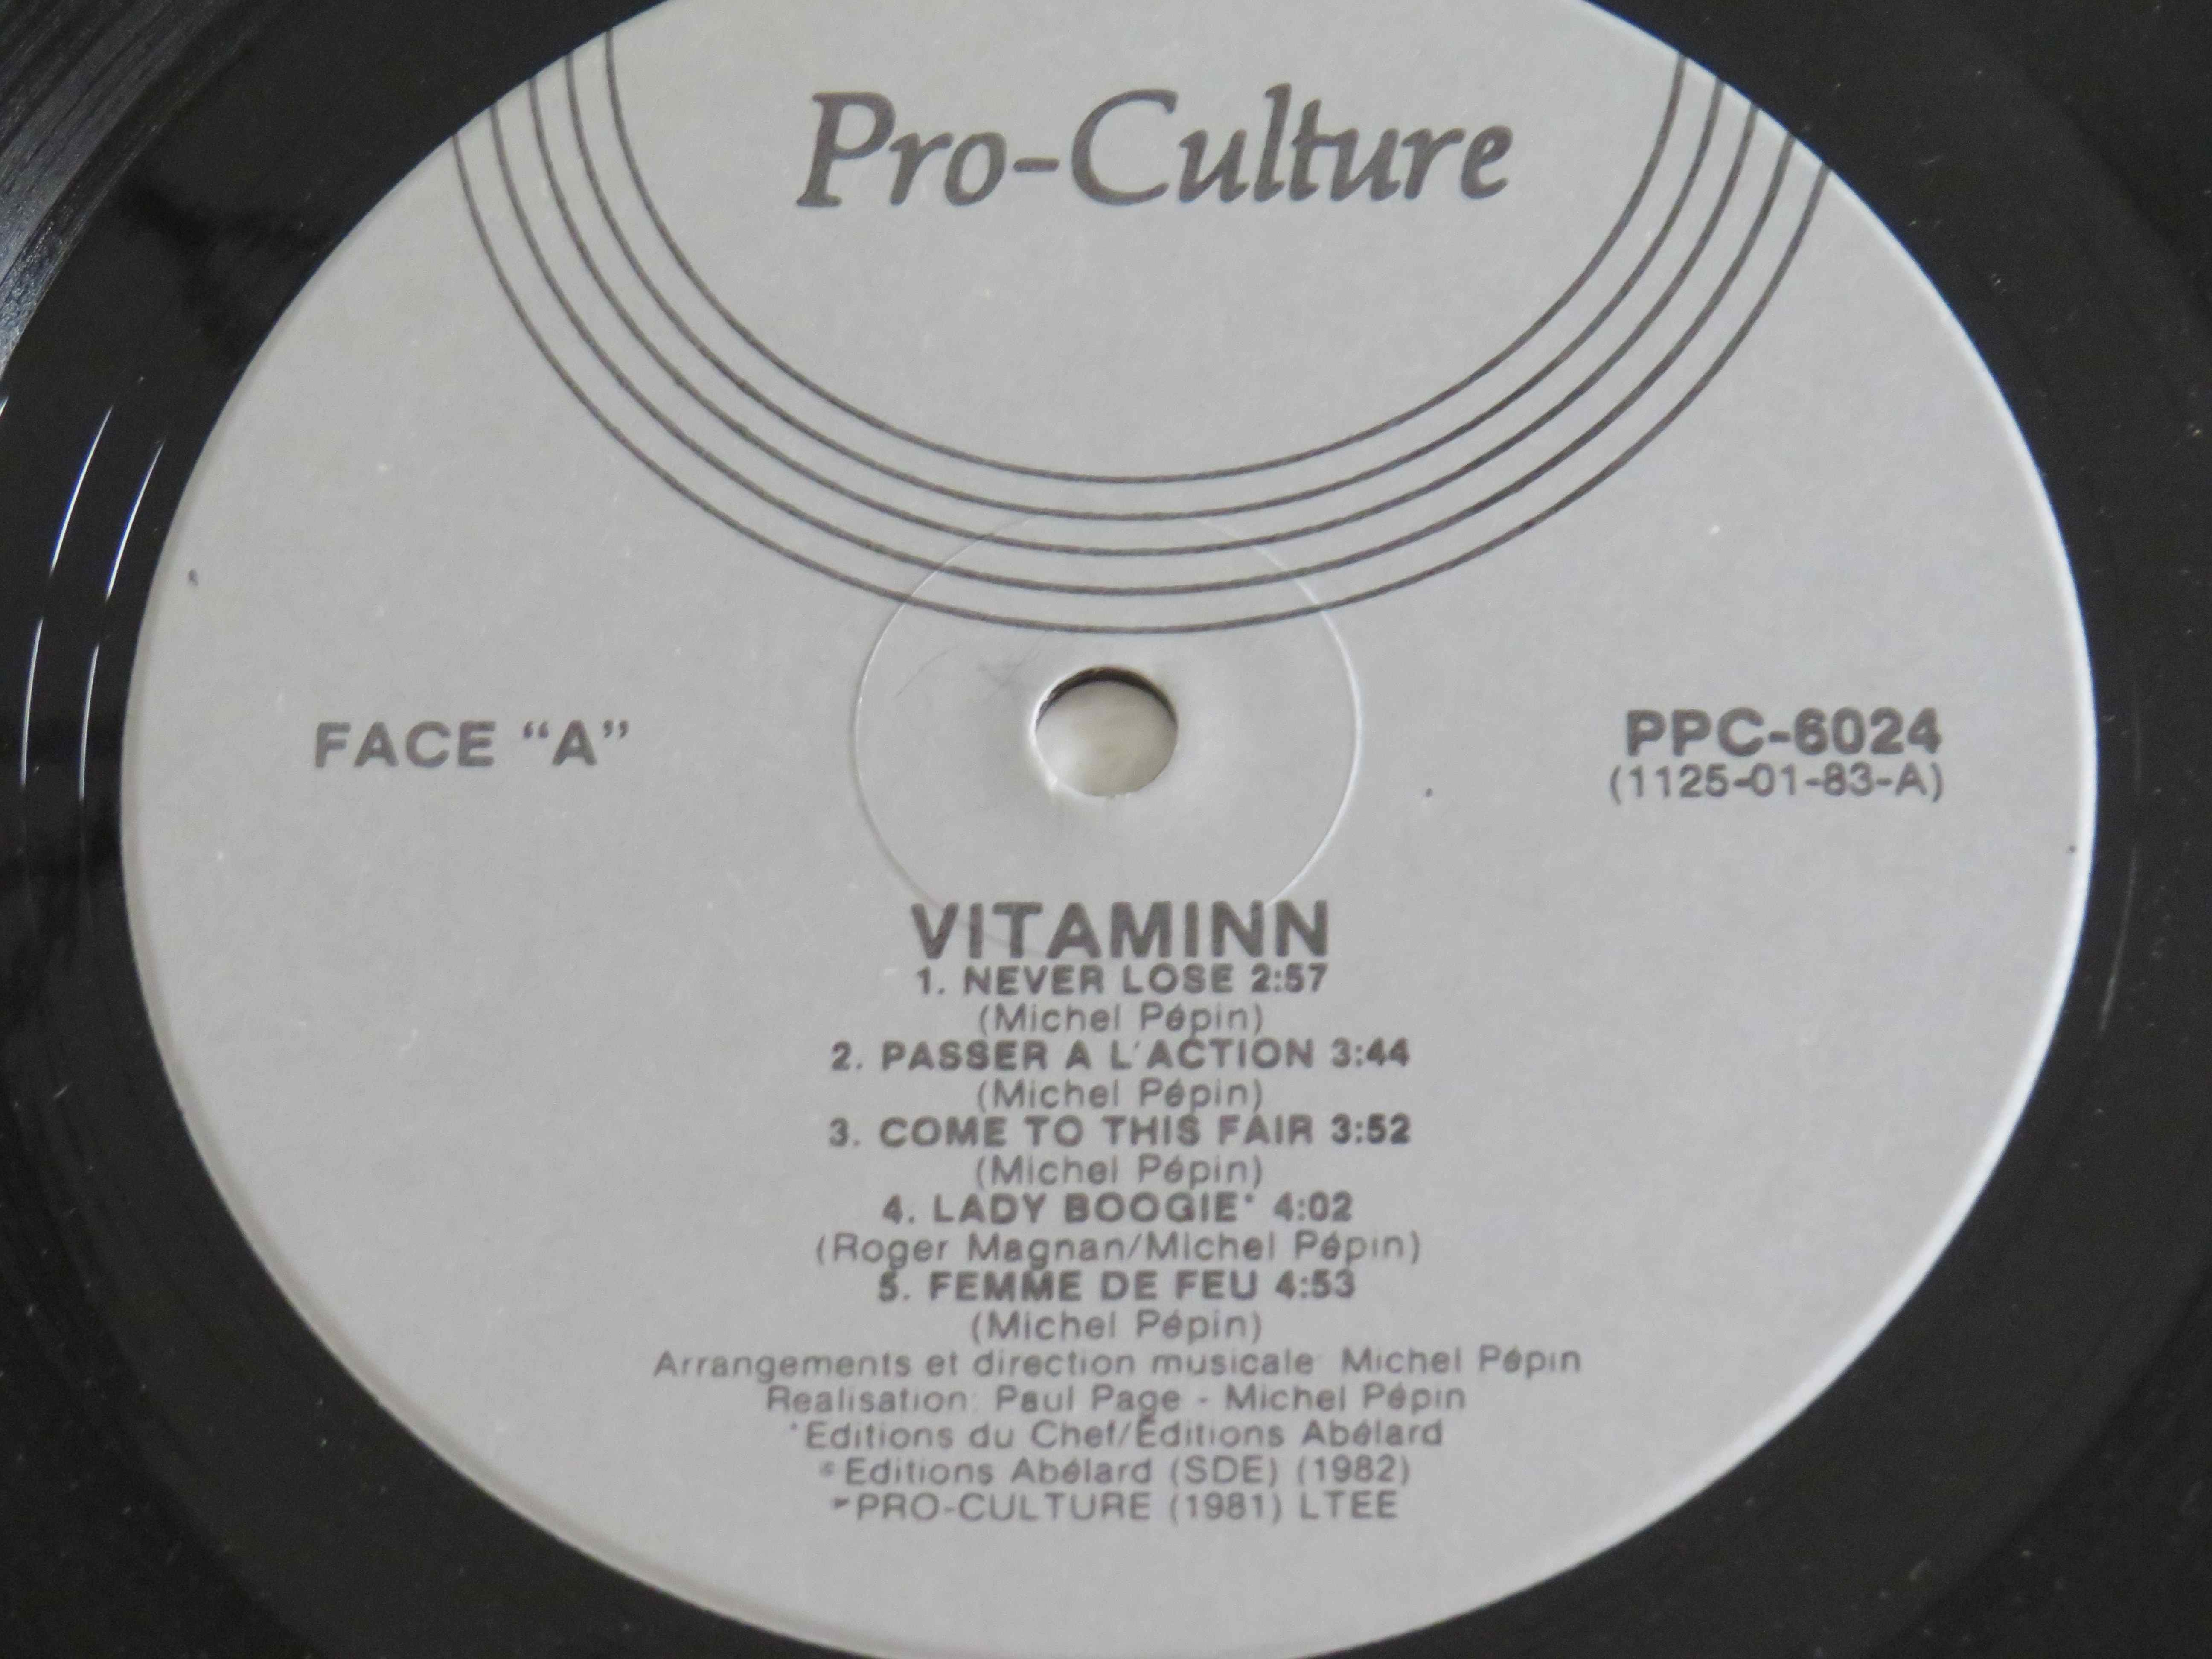 Pro-Culture
FACE “A”
PPC-6024
(1125-01-83-A)
VITAMINN
1. NEVER LOSE 2:57
(Michel Pépin)
2. PASSER A L'ACTION 3:44
(Michel Pépin)
3. COME TO THIS FAIR 3:52
(Michel Pépin)
4. LADY BOOGIE* 4:02
(Roger Magnan/Michel Pépin)
5. FEMME DE FEU 4:53
(Michel Pépin)
Arrangements et direction musicale: Michel Pépin
Realisation: Paul Page - Michel Pépin
*Editions du Chef/Éditions Abélard
© Editions Abélard (SDE) (1982)
℗ PRO-CULTURE (1981) LTEE